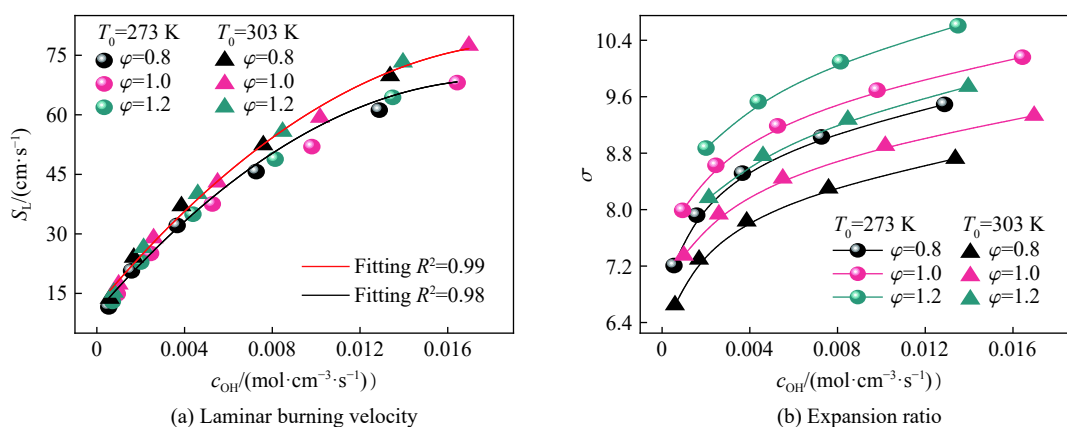 T₀=273 K T₀=303 K
φ=0.8 φ=0.8
φ=1.0 φ=1.0
φ=1.2 φ=1.2
75
60
45
30
15
S_L/(cm·s⁻¹)
Fitting R²=0.99
Fitting R²=0.98
0 0.004 0.008 0.012 0.016
c_OH/(mol·cm⁻³·s⁻¹))
(a) Laminar burning velocity
10.4
9.6
8.8
8.0
7.2
6.4
σ
T₀=273 K T₀=303 K
φ=0.8 φ=0.8
φ=1.0 φ=1.0
φ=1.2 φ=1.2
0 0.004 0.008 0.012 0.016
c_OH/(mol·cm⁻³·s⁻¹))
(b) Expansion ratio